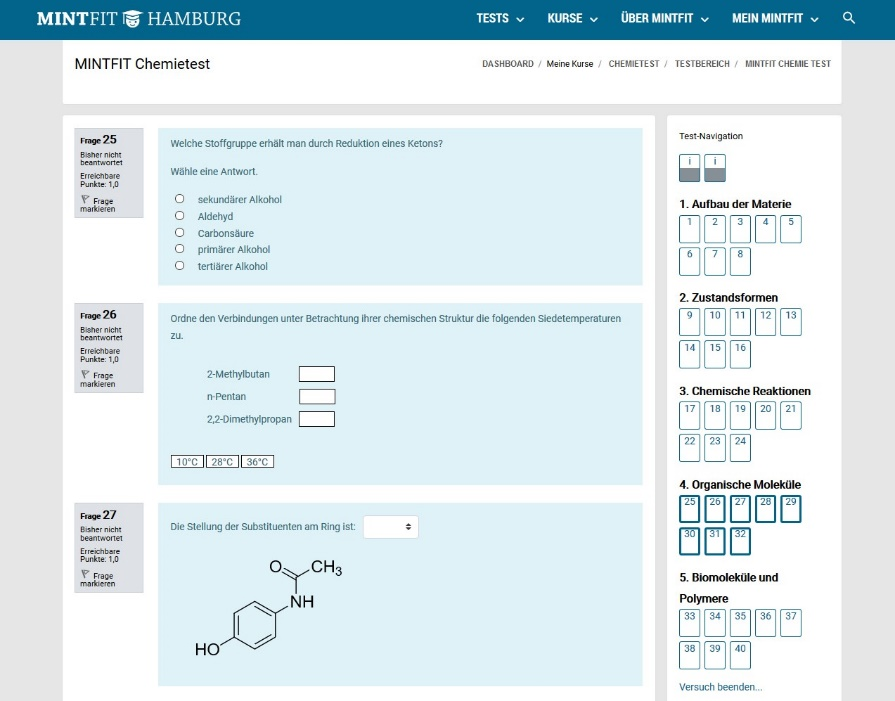 MINTFIT HAMBURG
TESTS KURSE ÜBER MINTFIT MEIN MINTFIT
MINTFIT Chemietest
DASHBOARD / Meine Kurse / CHEMIETEST / TESTBEREICH / MINTFIT CHEMIE TEST
Frage 25
Bisher nicht
beantwortet
Erreichbare
Punkte: 1,0
Frage
markieren
Welche Stoffgruppe erhält man durch Reduktion eines Ketons?
Wähle eine Antwort.
sekundärer Alkohol
Aldehyd
Carbonsäure
primärer Alkohol
tertiärer Alkohol
Frage 26
Bisher nicht
beantwortet
Erreichbare
Punkte: 1,0
Frage
markieren
Ordne den Verbindungen unter Betrachtung ihrer chemischen Struktur die folgenden Siedetemperaturen
zu.
2-Methylbutan
n-Pentan
2,2-Dimethylpropan
10°C 28°C 36°C
Frage 27
Bisher nicht
beantwortet
Erreichbare
Punkte: 1,0
Frage
markieren
Die Stellung der Substituenten am Ring ist:
O CH3
NH
HO
Test-Navigation
i i
1. Aufbau der Materie
1 2 3 4 5
6 7 8
2. Zustandsformen
9 10 11 12 13
14 15 16
3. Chemische Reaktionen
17 18 19 20 21
22 23 24
4. Organische Moleküle
25 26 27 28 29
30 31 32
5. Biomoleküle und
Polymere
33 34 35 36 37
38 39 40
Versuch beenden...